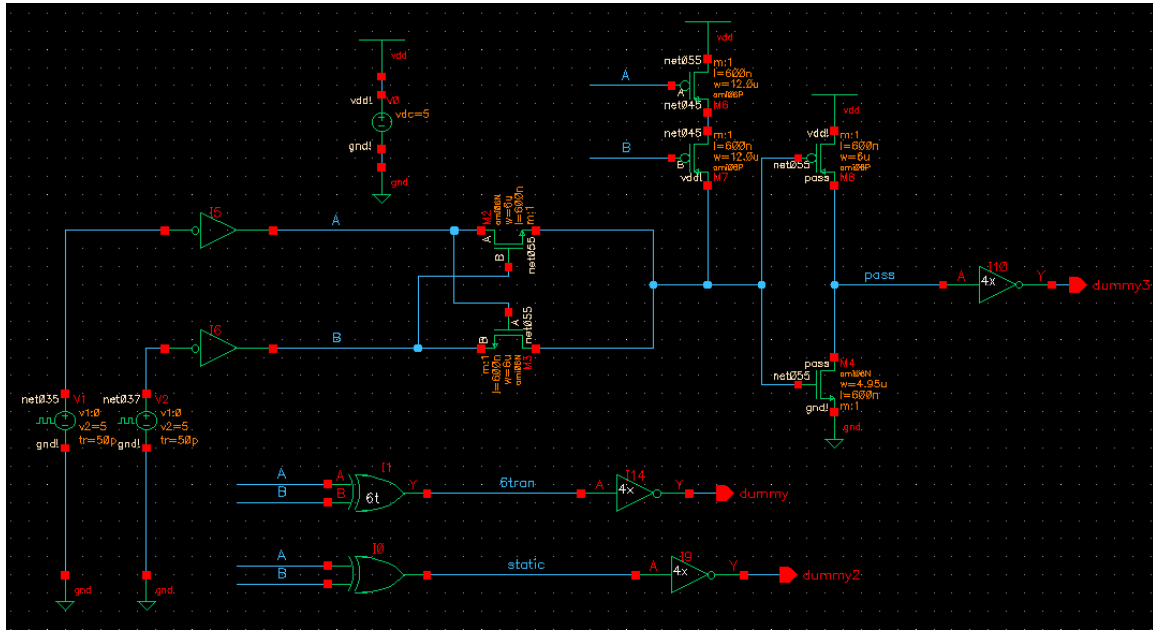 vdd
vdd! V0
vdc=5
gnd!
gnd
vdd
net055 m:1
l=600n
w=12.0u
ami06P
A
A
net045 M6
net045 m:1
l=600n
w=12.0u
ami06P
B
B
vdd! M7
vdd
vdd! m:1
l=600n
w=6u
ami06P
net055
pass M8
I5
A
M2
ami06N
w=6u
l=600n
m:1
A
B
net055
I6
B
B
A
net055
m:1
l=600n
w=6u
ami06N
M3
pass
A I10 Y
4x
dummy3
pass M4
ami06N
net055
w=4.95u
l=600n
gnd! m:1
gnd
net035 V1
v1:0
v2=5
gnd! tr=50p
net037 V2
v1:0
v2=5
gnd! tr=50p
gnd
gnd
A A I1 Y
B B 6t
6tran
A I14 Y
4x
dummy
A I0
B
static
A I9 Y
4x
dummy2